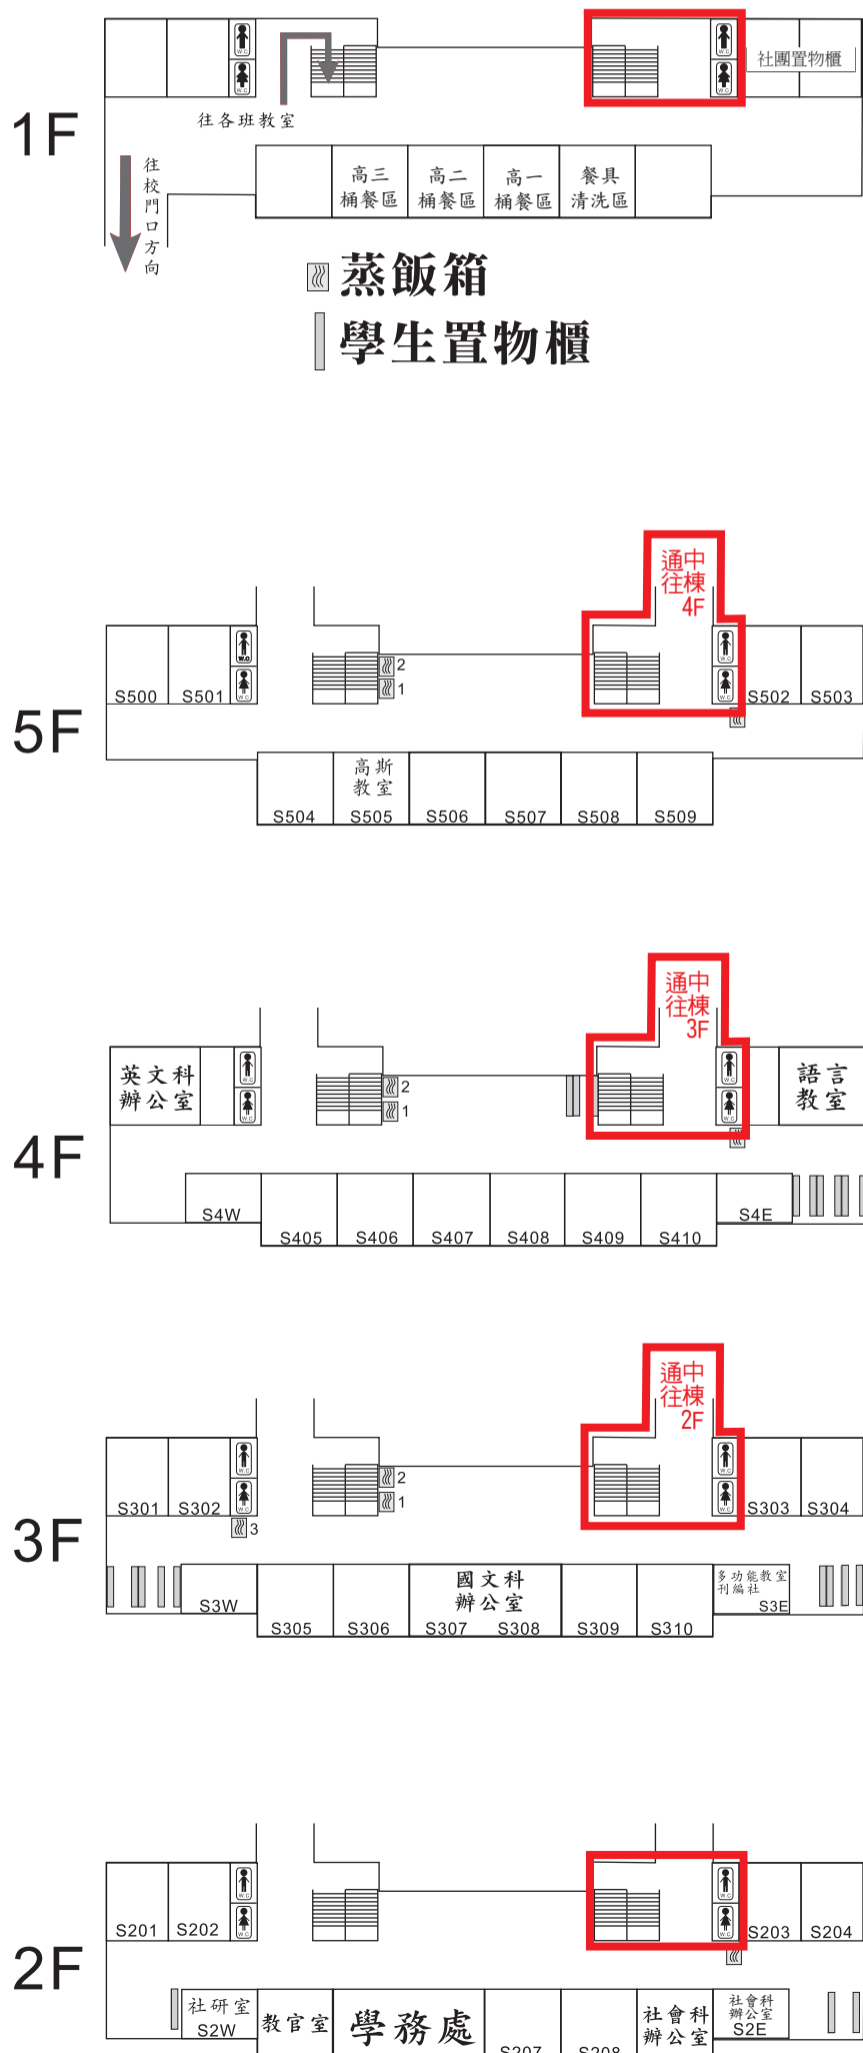 1F
W.C
W.C
W.C
W.C
社團置物櫃
往各班教室
往校門口方向
高三
桶餐區
高二
桶餐區
高一
桶餐區
餐具
清洗區
蒸飯箱
學生置物櫃
5F
通往
中棟
4F
S500
S501
W.C
W.C
2
1
W.C
W.C
S502
S503
高斯
教室
S504
S505
S506
S507
S508
S509
4F
通往
中棟
3F
英文科
辦公室
W.C
W.C
2
1
W.C
W.C
語言
教室
S4W
S405
S406
S407
S408
S409
S410
S4E
3F
通往
中棟
2F
S301
S302
W.C
W.C
3
2
1
W.C
W.C
S303
S304
S3W
S305
S306
國文科
辦公室
S307
S308
S309
S310
多功能教室
刊編社
S3E
2F
S201
S202
W.C
W.C
W.C
W.C
S203
S204
社研室
S2W
教官室
學務處
S207
S208
社會科
辦公室
社會科
辦公室
S2E